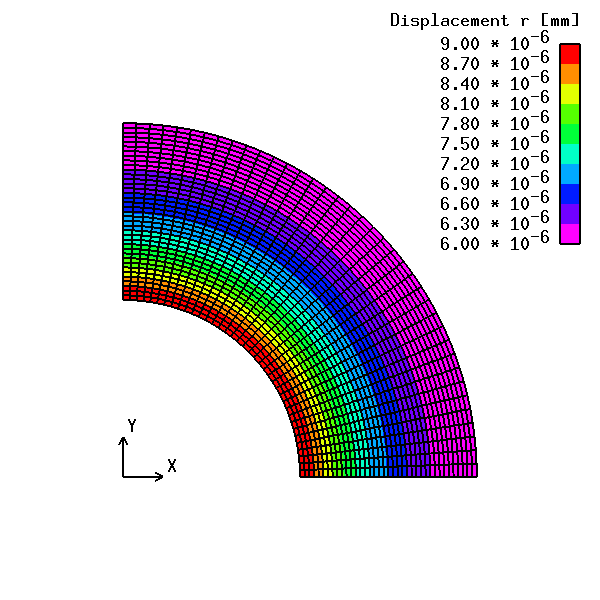 Displacement r [mm]
9.00 * 10-6
8.70 * 10-6
8.40 * 10-6
8.10 * 10-6
7.80 * 10-6
7.50 * 10-6
7.20 * 10-6
6.90 * 10-6
6.60 * 10-6
6.30 * 10-6
6.00 * 10-6
Y
X